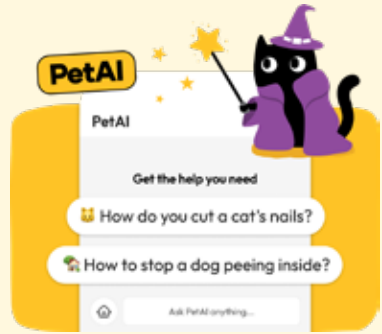 PetAI
PetAI
Get the help you need
How do you cut a cat's nails?
How to stop a dog peeing inside?
Ask PetAI anything...